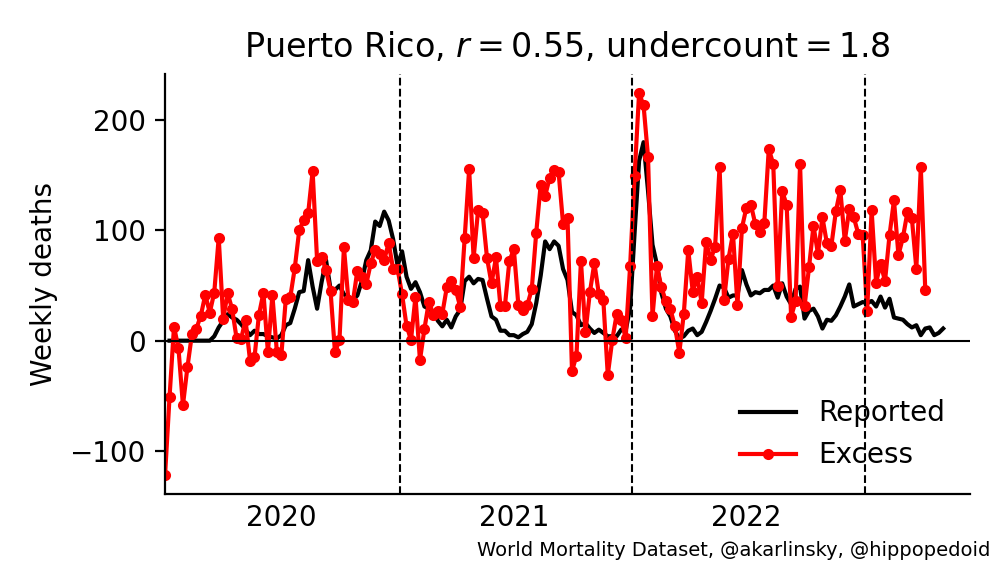 Puerto Rico, r = 0.55, undercount = 1.8
Weekly deaths
200
100
0
−100
Reported
Excess
2020 2021 2022
World Mortality Dataset, @akarlinsky, @hippopedoid